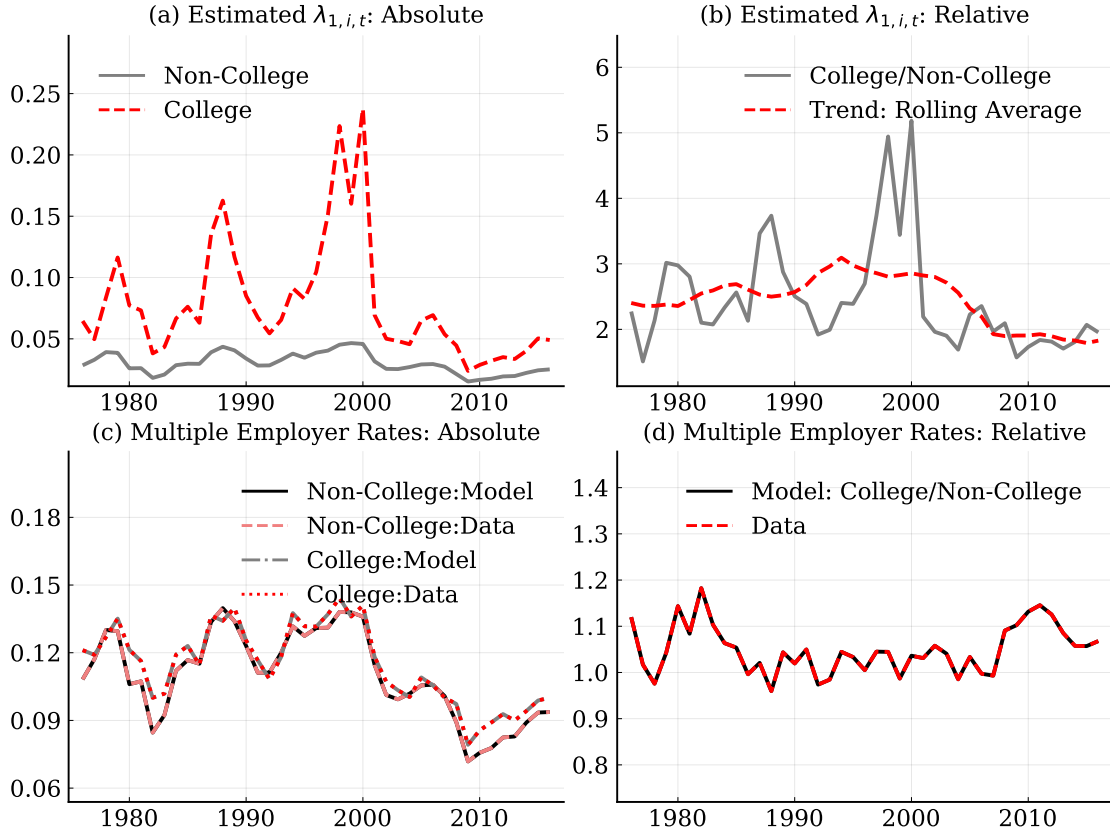 (a) Estimated λ1,i,t: Absolute
Non-College
College
0.25
0.20
0.15
0.10
0.05
1980
1990
2000
2010
(b) Estimated λ1,i,t: Relative
College/Non-College
Trend: Rolling Average
6
5
4
3
2
1980
1990
2000
2010
(c) Multiple Employer Rates: Absolute
Non-College:Model
Non-College:Data
College:Model
College:Data
0.18
0.15
0.12
0.09
0.06
1980
1990
2000
2010
(d) Multiple Employer Rates: Relative
Model: College/Non-College
Data
1.4
1.3
1.2
1.1
1.0
0.9
0.8
1980
1990
2000
2010